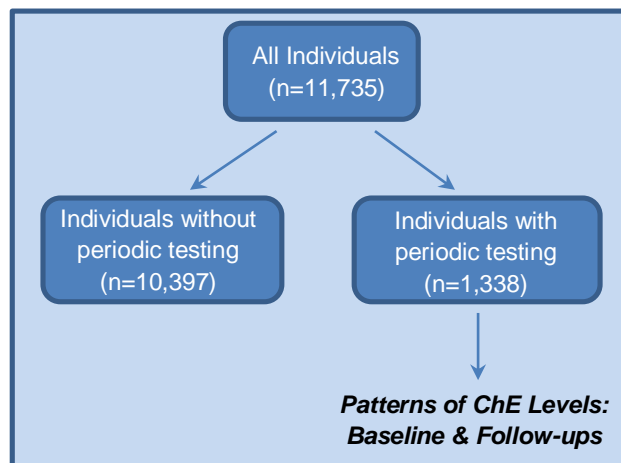 All Individuals
(n=11,735)
Individuals without
periodic testing
(n=10,397)
Individuals with
periodic testing
(n=1,338)
Patterns of ChE Levels:
Baseline & Follow-ups